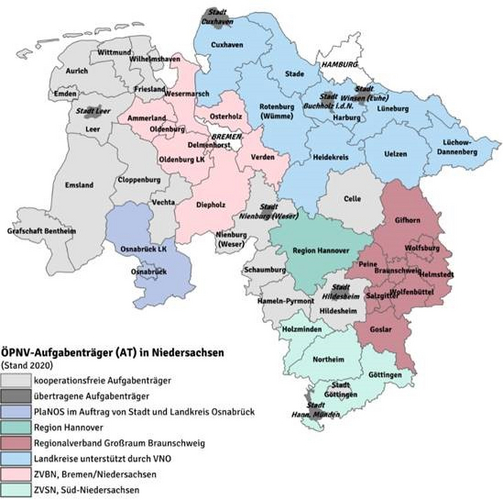 Stadt
Cuxhaven
Cuxhaven
Wittmund
Wilhelmshaven
Aurich
Friesland
Wesermarsch
Emden
Stadt Leer
Leer
Stade
HAMBURG
Stadt
Buchholz i.d.N.
Stadt
Winsen (Luhe)
Harburg
Lüneburg
Rotenburg
(Wümme)
Osterholz
Ammerland
Oldenburg
BREMEN
Delmenhorst
Oldenburg LK
Verden
Heidekreis
Uelzen
Lüchow-
Dannenberg
Cloppenburg
Emsland
Vechta
Diepholz
Celle
Gifhorn
Stadt
Nienburg (Weser)
Grafschaft Bentheim
Nienburg
(Weser)
Osnabrück LK
Osnabrück
Region Hannover
Wolfsburg
Peine
Braunschweig
Helmstedt
Schaumburg
Stadt
Hildesheim
Salzgitter
Wolfenbüttel
Hameln-Pyrmont
Hildesheim
Holzminden
Goslar
Northeim
Göttingen
Stadt
Göttingen
Stadt
Hann. Münden
ÖPNV-Aufgabenträger (AT) in Niedersachsen
(Stand 2020)
kooperationsfreie Aufgabenträger
übertragene Aufgabenträger
PlaNOS im Auftrag von Stadt und Landkreis Osnabrück
Region Hannover
Regionalverband Großraum Braunschweig
Landkreise unterstützt durch VNO
ZVBN, Bremen/Niedersachsen
ZVSN, Süd-Niedersachsen